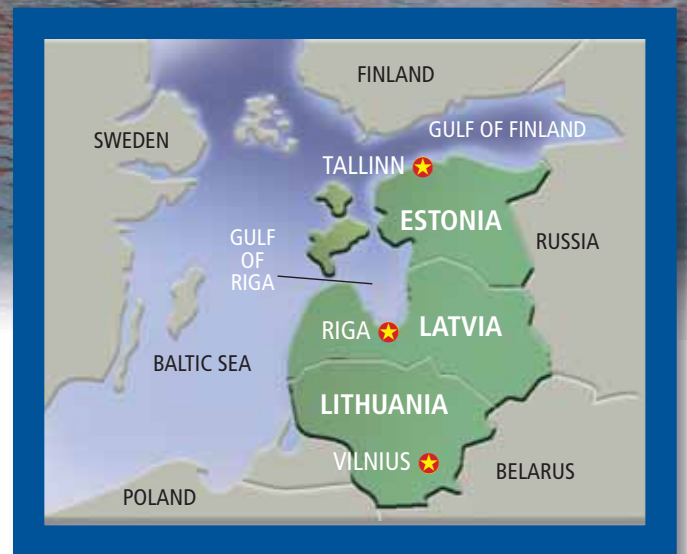 FINLAND
SWEDEN
GULF OF FINLAND
TALLINN
ESTONIA
GULF
OF
RIGA
RUSSIA
RIGA
LATVIA
BALTIC SEA
LITHUANIA
VILNIUS
BELARUS
POLAND